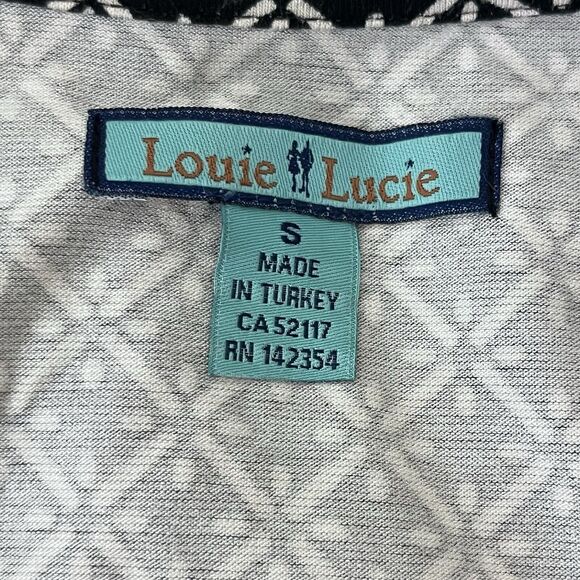 Louie Lucie
S
MADE
IN TURKEY
CA 52117
RN 142354